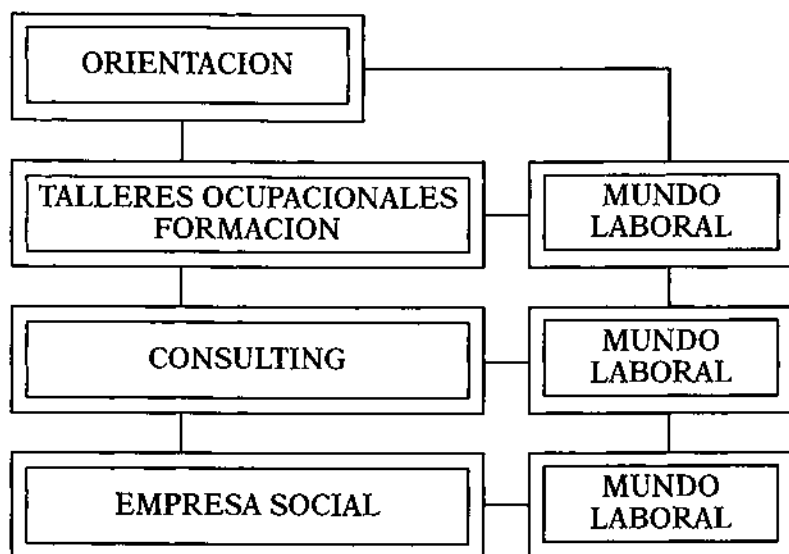 ORIENTACION
TALLERES OCUPACIONALES
FORMACION
MUNDO
LABORAL
CONSULTING
MUNDO
LABORAL
EMPRESA SOCIAL
MUNDO
LABORAL